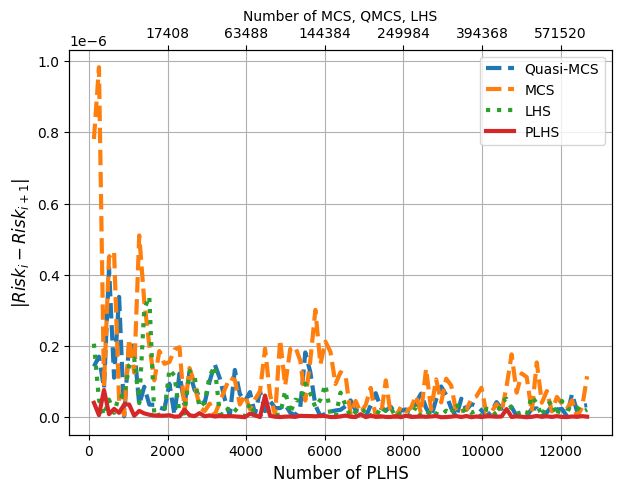 Number of MCS, QMCS, LHS
17408 63488 144384 249984 394368 571520
1e−6
1.0
0.8
0.6
0.4
0.2
0.0
|Risk_i − Risk_{i+1}|
Quasi-MCS
MCS
LHS
PLHS
0 2000 4000 6000 8000 10000 12000
Number of PLHS